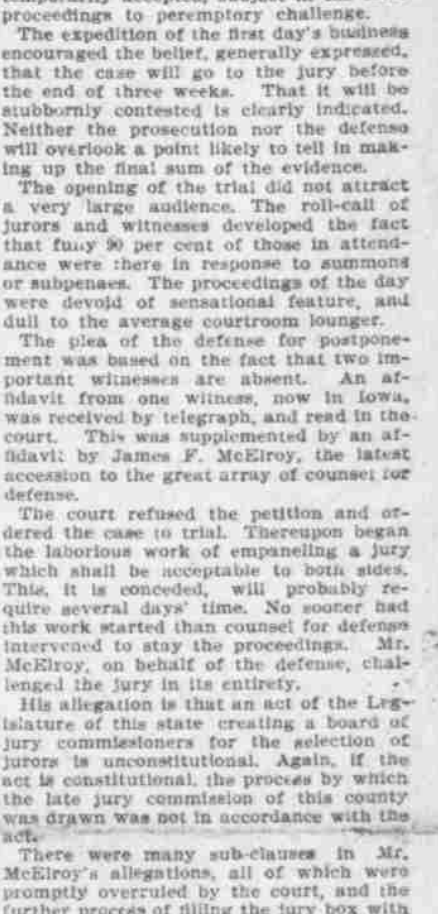 proceedings to peremptory challenge.
The expedition of the first day's business
encouraged the belief, generally expressed,
that the case will go to the jury before
the end of three weeks. That it will be
stubbornly contested is clearly indicated.
Neither the prosecution nor the defense
will overlook a point likely to tell in mak-
ing up the final sum of the evidence.
The opening of the trial did not attract
a very large audience. The roll-call of
jurors and witnesses developed the fact
that fully 90 per cent of those in attend-
ance were there in response to summons
or subpenaes. The proceedings of the day
were devoid of sensational feature, and
dull to the average courtroom lounger.
The plea of the defense for postpone-
ment was based on the fact that two im-
portant witnesses are absent. An af-
fidavit from one witness, now in Iowa,
was received by telegraph, and read in the
court. This was supplemented by an af-
fidavit by James F. McElroy, the latest
accession to the great array of counsel for
defense.
The court refused the petition and or-
dered the case to trial. Thereupon began
the laborious work of empaneling a jury
which shall be acceptable to both sides.
This, it is conceded, will probably re-
quire several days' time. No sooner had
this work started than counsel for defense
intervened to stay the proceedings. Mr.
McElroy, on behalf of the defense, chal-
lenged the jury in its entirety.
His allegation is that an act of the Leg-
islature of this state creating a board of
jury commissioners for the selection of
jurors is unconstitutional. Again, if the
act is constitutional, the process by which
the late jury commission of this county
was drawn was not in accordance with the
act.
There were many sub-clauses in Mr.
McElroy's allegations, all of which were
promptly overruled by the court, and the
further process of filling the jury box with